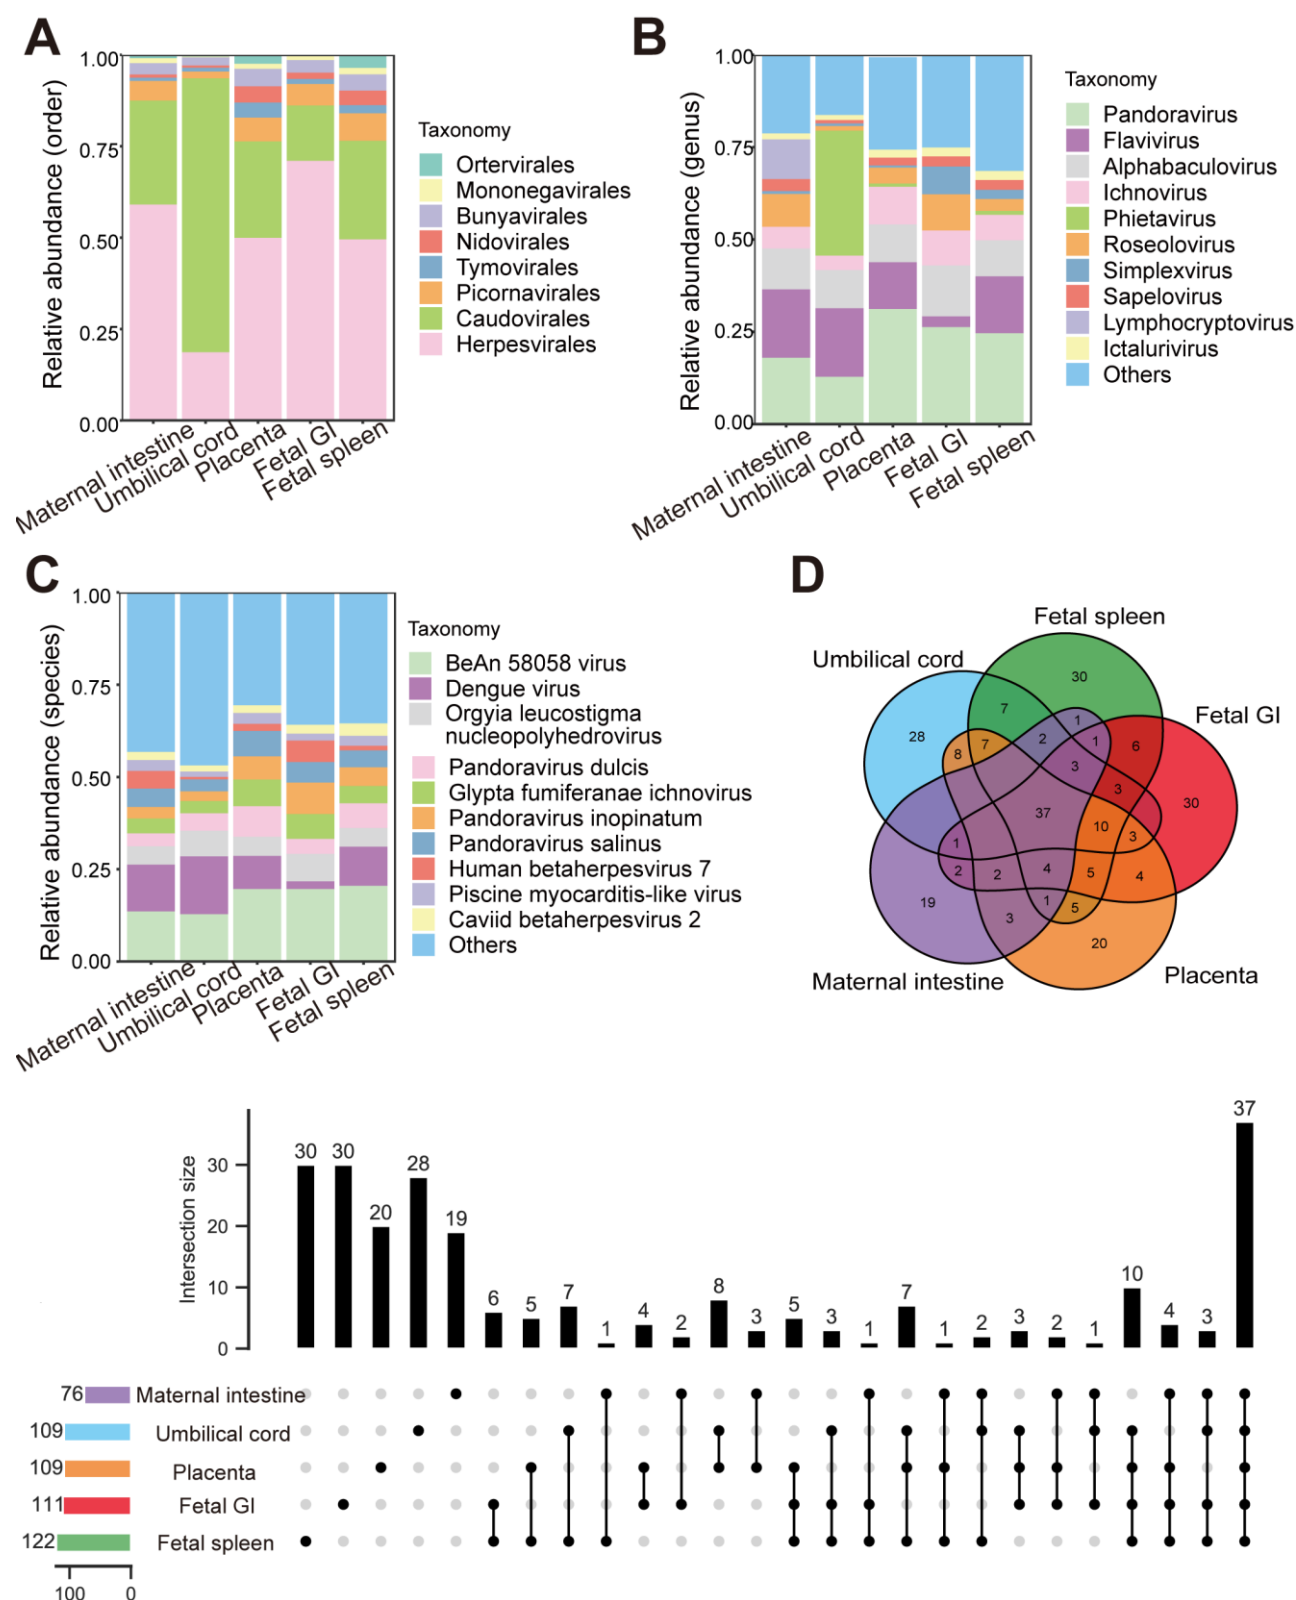 A
Relative abundance (order)
1.00
0.75
0.50
0.25
0.00
Maternal intestine
Umbilical cord
Placenta
Fetal GI
Fetal spleen
Taxonomy
Ortervirales
Mononegavirales
Bunyavirales
Nidovirales
Tymovirales
Picornavirales
Caudovirales
Herpesvirales
B
Relative abundance (genus)
1.00
0.75
0.50
0.25
0.00
Maternal intestine
Umbilical cord
Placenta
Fetal GI
Fetal spleen
Taxonomy
Pandoravirus
Flavivirus
Alphabaculovirus
Ichnovirus
Phietavirus
Roseolovirus
Simplexvirus
Sapelovirus
Lymphocryptovirus
Ictalurivirus
Others
C
Relative abundance (species)
1.00
0.75
0.50
0.25
0.00
Maternal intestine
Umbilical cord
Placenta
Fetal GI
Fetal spleen
Taxonomy
BeAn 58058 virus
Dengue virus
Orgyia leucostigma
nucleopolyhedrovirus
Pandoravirus dulcis
Glypta fumiferanae ichnovirus
Pandoravirus inopinatum
Pandoravirus salinus
Human betaherpesvirus 7
Piscine myocarditis-like virus
Caviid betaherpesvirus 2
Others
D
Fetal spleen
Umbilical cord
Fetal GI
Maternal intestine
Placenta
30
7
1
28
2
1
6
8
7
3
3
30
37
10
3
1
2
2
4
5
4
19
3
1
5
20
Intersection size
30
20
10
0
30 30 20 28 19 6 5 7 1 4 2 8 3 5 3 1 7 1 2 3 2 1 10 4 3 37
76 Maternal intestine
109 Umbilical cord
109 Placenta
111 Fetal GI
122 Fetal spleen
100 0